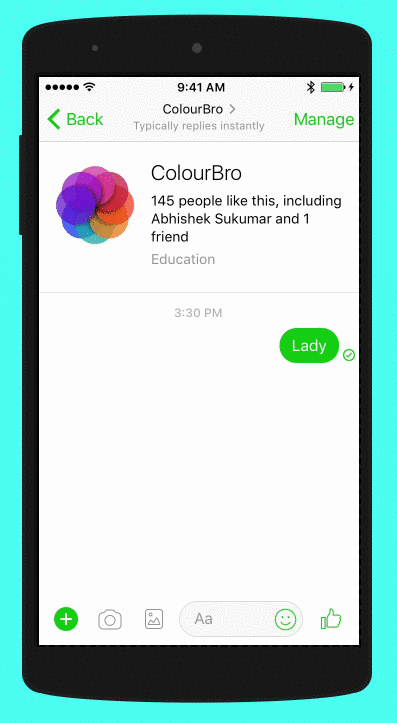 9:41 AM
Back
ColourBro
Manage
Typically replies instantly
ColourBro
145 people like this, including
Abhishek Sukumar and 1
friend
Education
3:30 PM
Lady
Aa